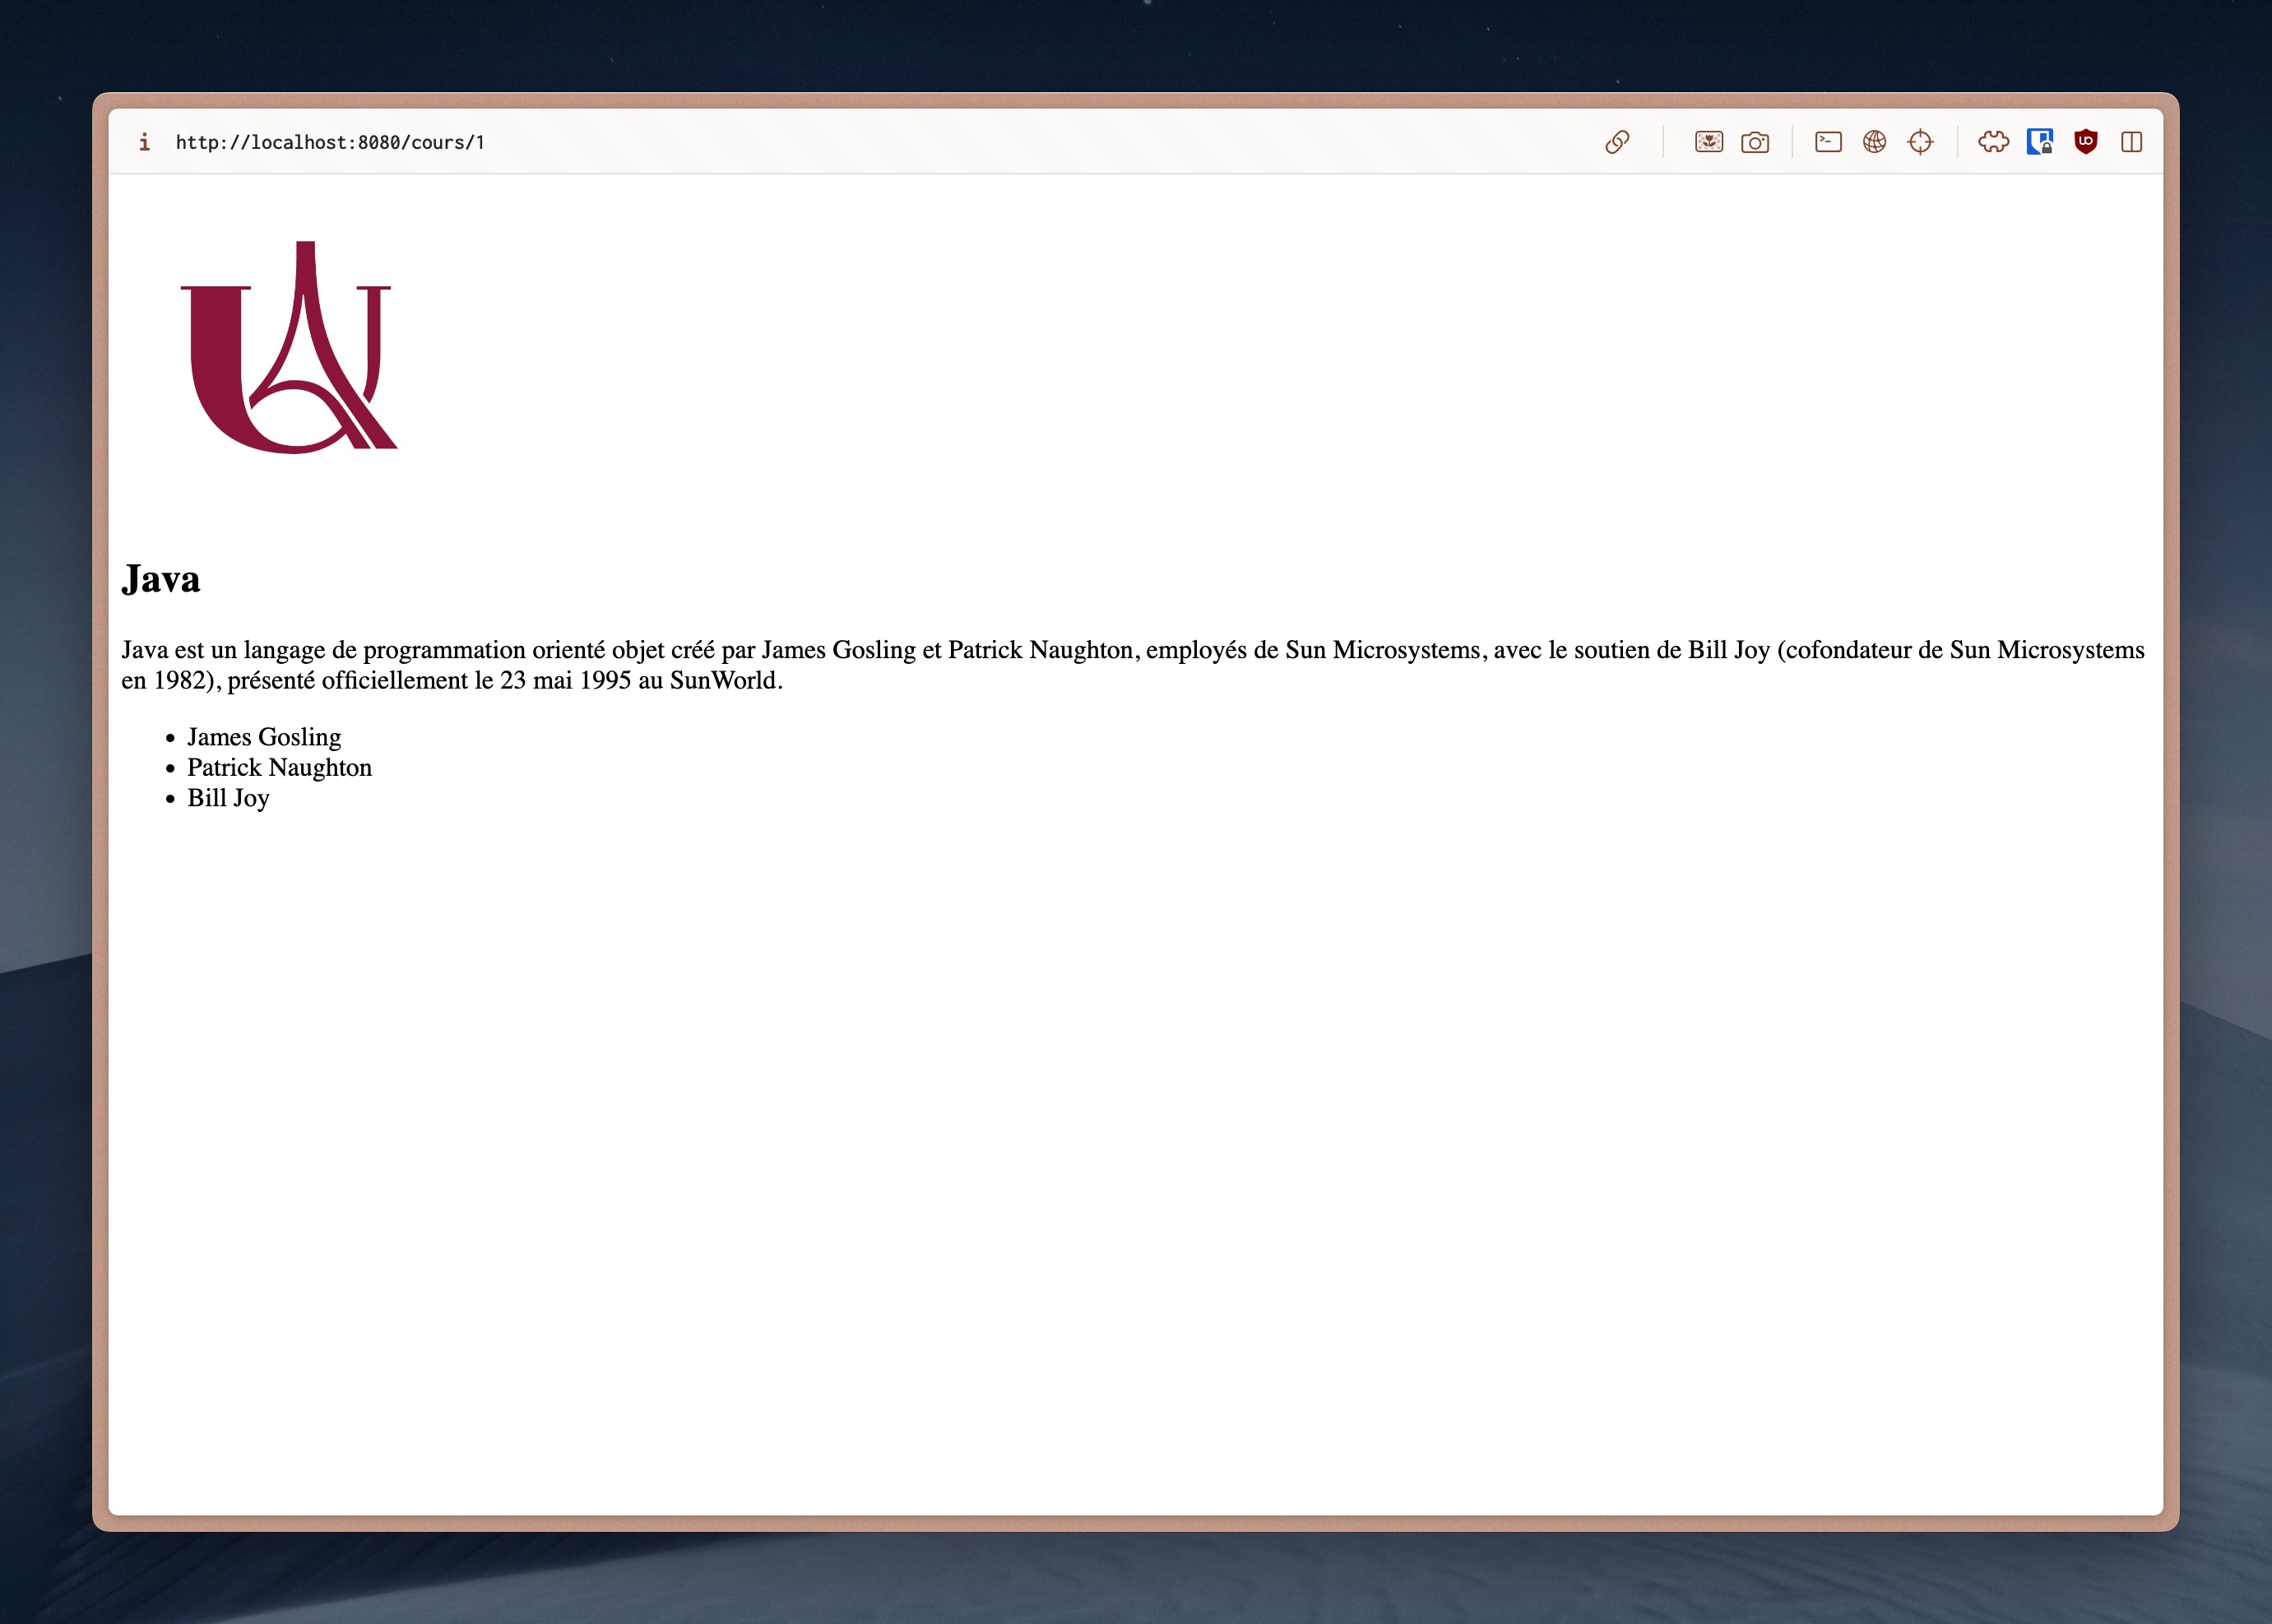 http://localhost:8080/cours/1
Java
Java est un langage de programmation orienté objet créé par James Gosling et Patrick Naughton, employés de Sun Microsystems, avec le soutien de Bill Joy (cofondateur de Sun Microsystems
en 1982), présenté officiellement le 23 mai 1995 au SunWorld.
James Gosling
Patrick Naughton
Bill Joy